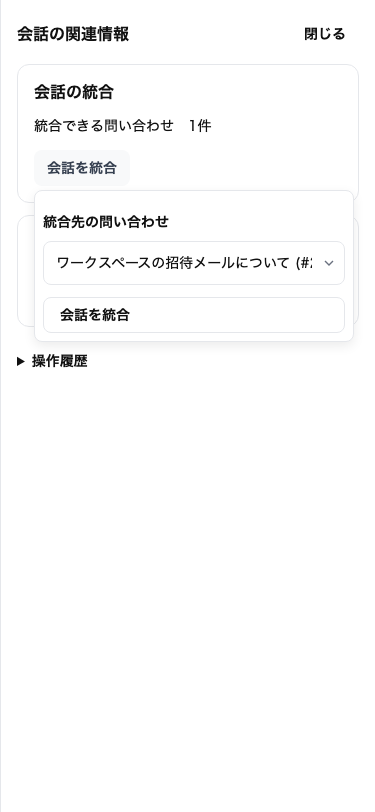 会話の関連情報
閉じる
会話の統合
統合できる問い合わせ 1件
会話を統合
統合先の問い合わせ
ワークスペースの招待メールについて (#
会話を統合
▶ 操作履歴